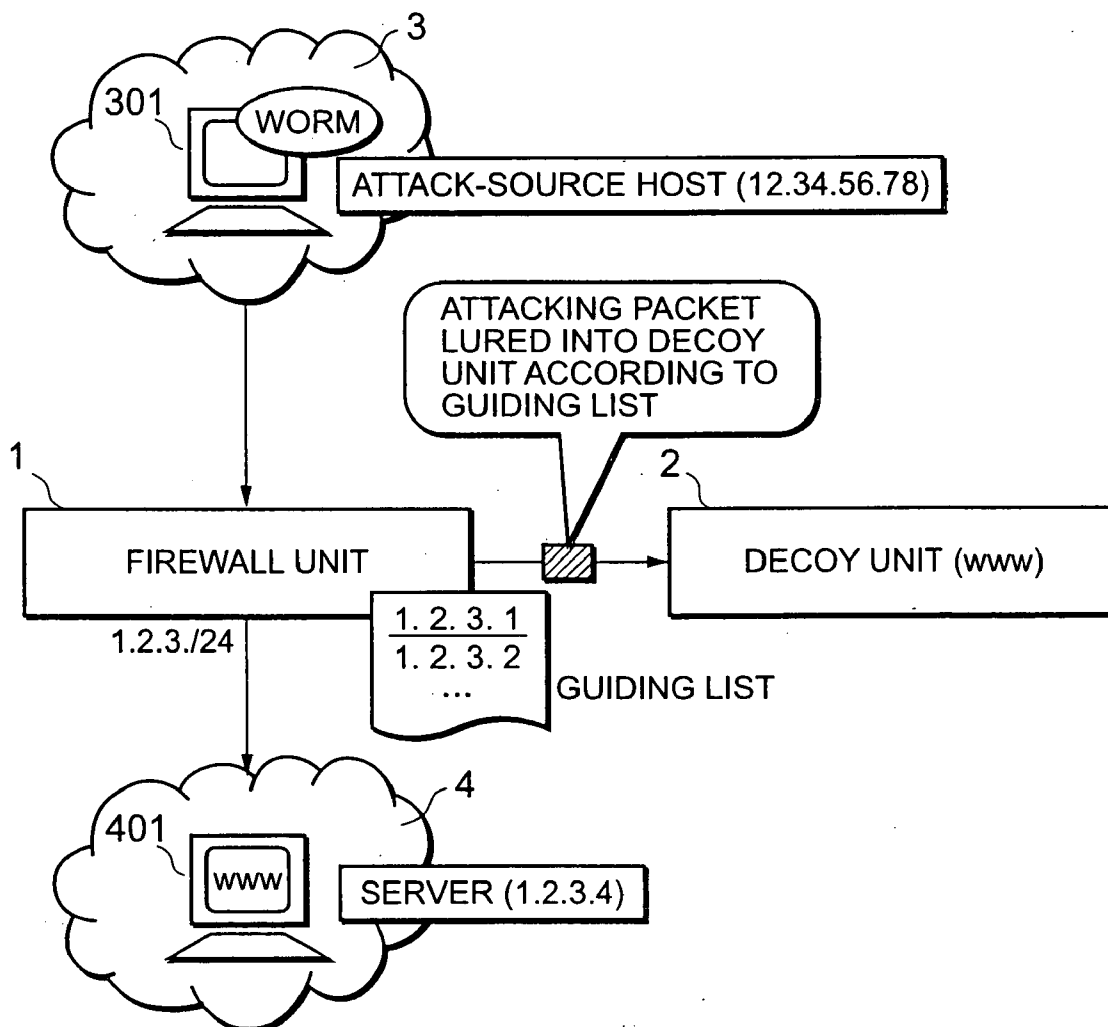 3
301
WORM
ATTACK-SOURCE HOST (12.34.56.78)
ATTACKING PACKET
LURED INTO DECOY
UNIT ACCORDING TO
GUIDING LIST
1
2
FIREWALL UNIT
DECOY UNIT (WWW)
1.2.3./24
1. 2. 3. 1
1. 2. 3. 2
...
GUIDING LIST
4
401
WWW
SERVER (1.2.3.4)